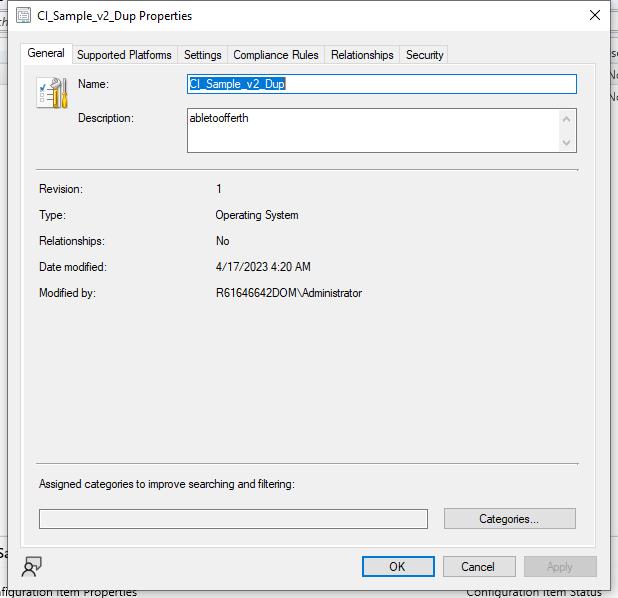 CI_Sample_v2_Dup Properties
General Supported Platforms Settings Compliance Rules Relationships Security
Name: CI_Sample_v2_Dup
Description: abletoofferth
Revision: 1
Type: Operating System
Relationships: No
Date modified: 4/17/2023 4:20 AM
Modified by: R61646642DOM\Administrator
Assigned categories to improve searching and filtering:
Categories...
OK Cancel Apply
figuration Item Properties Configuration Item Status